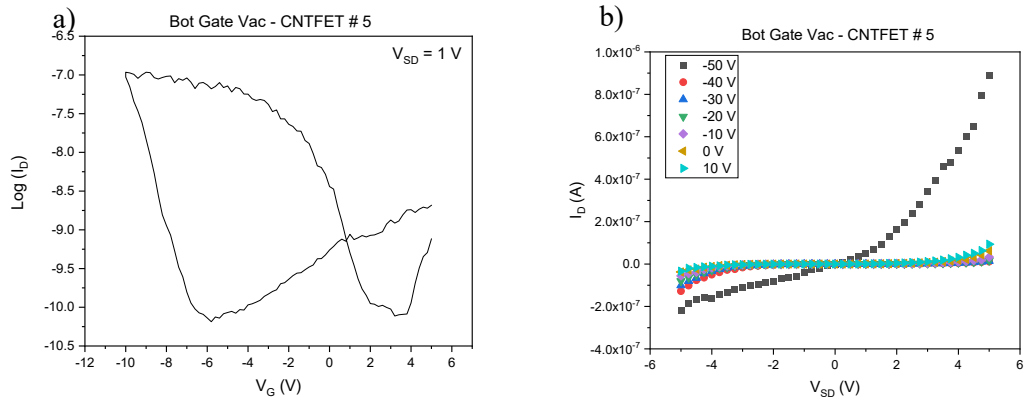 a)
Bot Gate Vac - CNTFET # 5
V_SD = 1 V
Log (I_D)
-6.5
-7.0
-7.5
-8.0
-8.5
-9.0
-9.5
-10.0
-10.5
-12 -10 -8 -6 -4 -2 0 2 4 6
V_G (V)
b)
Bot Gate Vac - CNTFET # 5
-50 V
-40 V
-30 V
-20 V
-10 V
0 V
10 V
I_D (A)
1.0x10⁻⁶
8.0x10⁻⁷
6.0x10⁻⁷
4.0x10⁻⁷
2.0x10⁻⁷
0.0
-2.0x10⁻⁷
-4.0x10⁻⁷
-6 -4 -2 0 2 4 6
V_SD (V)